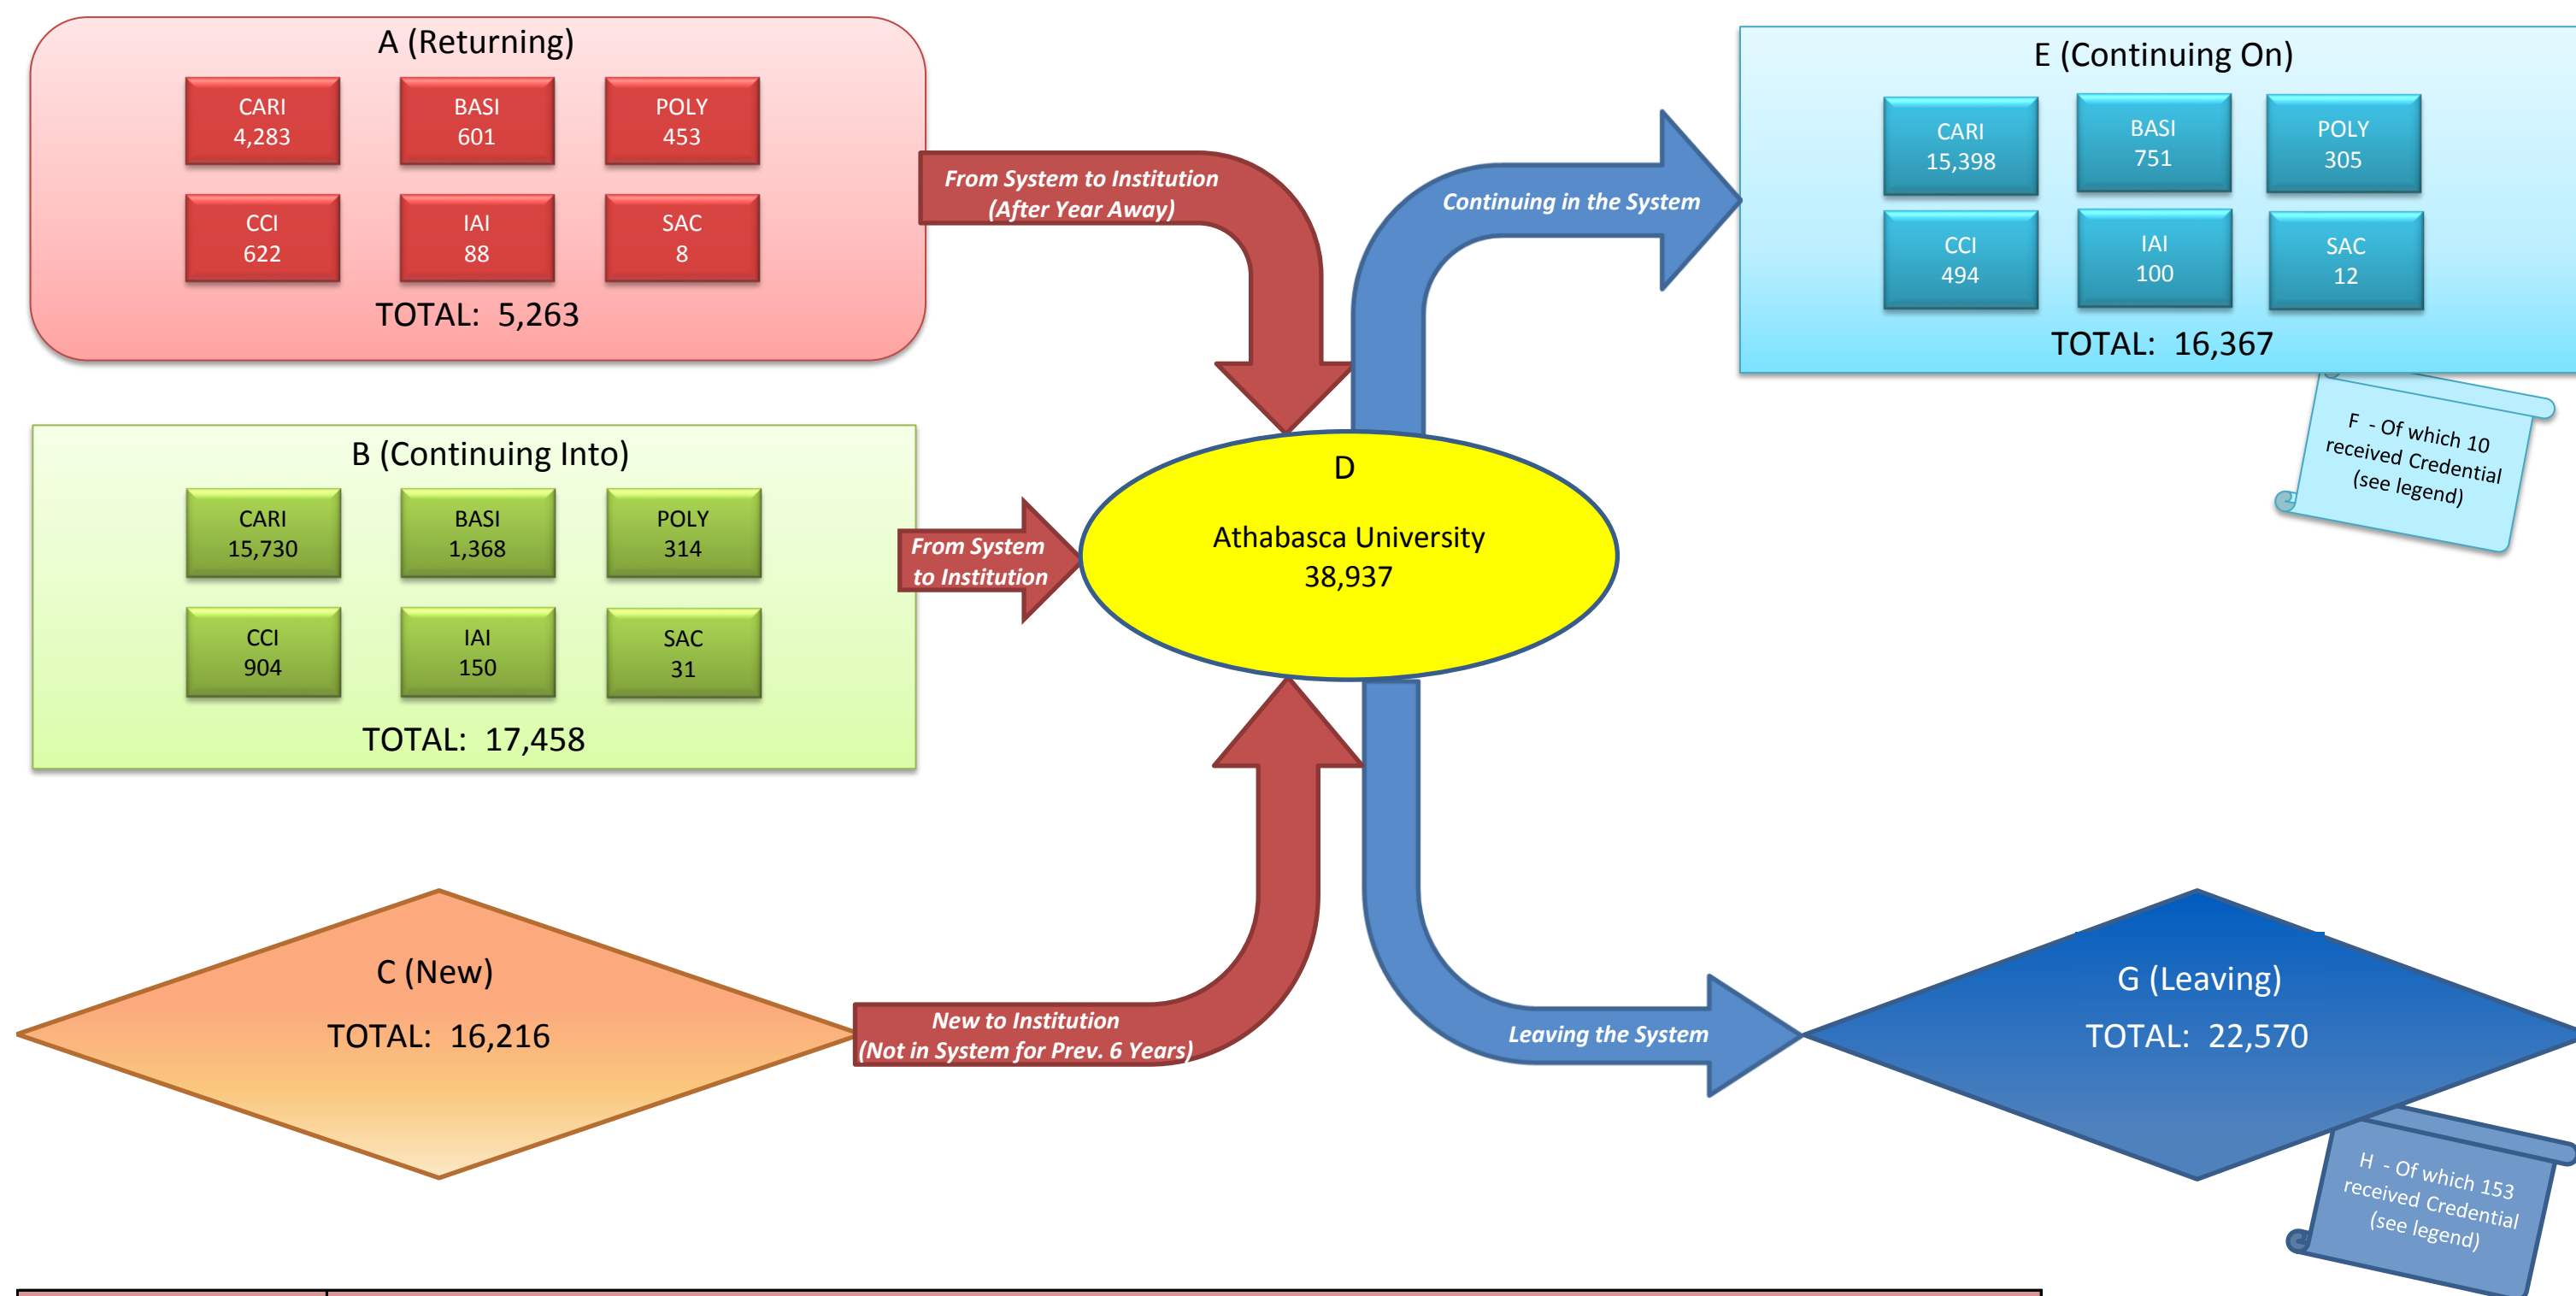 A (Returning)
CARI
4,283
BASI
601
POLY
453
CCI
622
IAI
88
SAC
8
TOTAL: 5,263
From System to Institution
(After Year Away)
Continuing in the System
E (Continuing On)
CARI
15,398
BASI
751
POLY
305
CCI
494
IAI
100
SAC
12
TOTAL: 16,367
F - Of which 10
received Credential
(see legend)
B (Continuing Into)
CARI
15,730
BASI
1,368
POLY
314
CCI
904
IAI
150
SAC
31
TOTAL: 17,458
From System
to Institution
D
Athabasca University
38,937
C (New)
TOTAL: 16,216
New to Institution
(Not in System for Prev. 6 Years)
Leaving the System
G (Leaving)
TOTAL: 22,570
H - Of which 153
received Credential
(see legend)